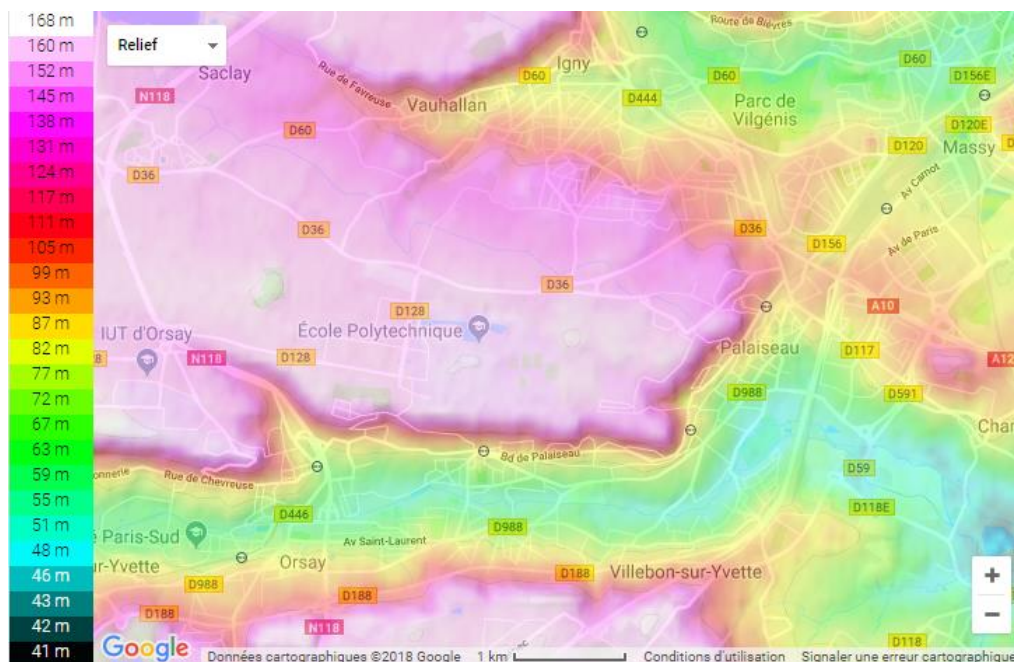 168 m
160 m
152 m
145 m
138 m
131 m
124 m
117 m
111 m
105 m
99 m
93 m
87 m
82 m
77 m
72 m
67 m
63 m
59 m
55 m
51 m
48 m
46 m
43 m
42 m
41 m
Relief
Route de Bièvres
Saclay
Igny
D60
D60
D60
D156E
Rue de Favreuse
N118
Vauhallan
D444
Parc de
Vilgénis
D120E
D60
D120
Massy
D36
Av Carnot
D36
D36
D156
Av de Paris
D36
A10
D128
IUT d'Orsay
École Polytechnique
Palaiseau
D117
N118
D128
D988
D591
Bd de Palaiseau
Rue de Chevreuse
D59
D446
D988
D118E
Paris-Sud
Av Saint-Laurent
Orsay
D188
Villebon-sur-Yvette
D988
D188
D188
N118
D118
+
−
Google
Données cartographiques ©2018 Google
1 km
Conditions d'utilisation
Signaler une erreur cartographique